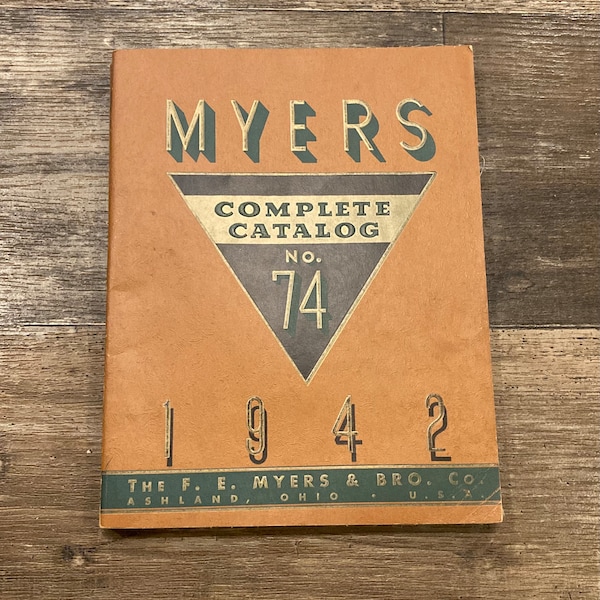 MYERS
COMPLETE
CATALOG
NO.
74
1942
THE F. E. MYERS & BRO. CO.
ASHLAND, OHIO • U.S.A.